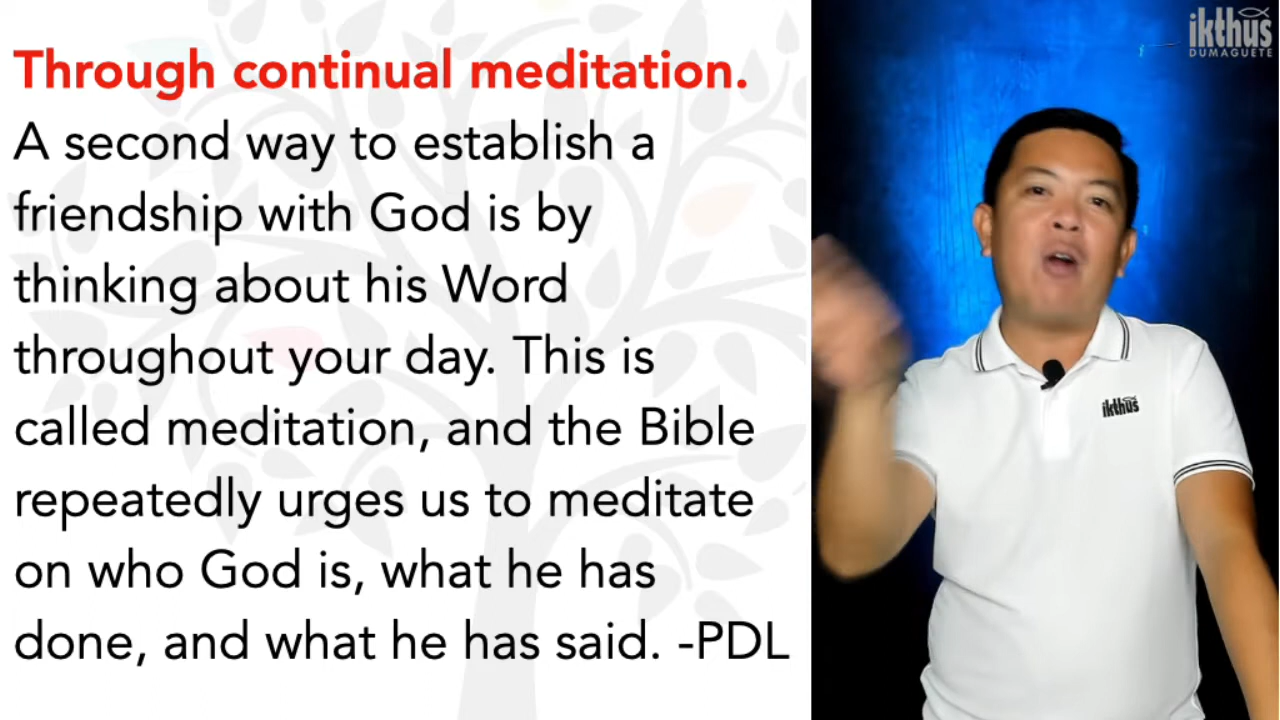 Through continual meditation.
A second way to establish a
friendship with God is by
thinking about his Word
throughout your day. This is
called meditation, and the Bible
repeatedly urges us to meditate
on who God is, what he has
done, and what he has said. -PDL
ikthus
DUMAGUETE
ikthus